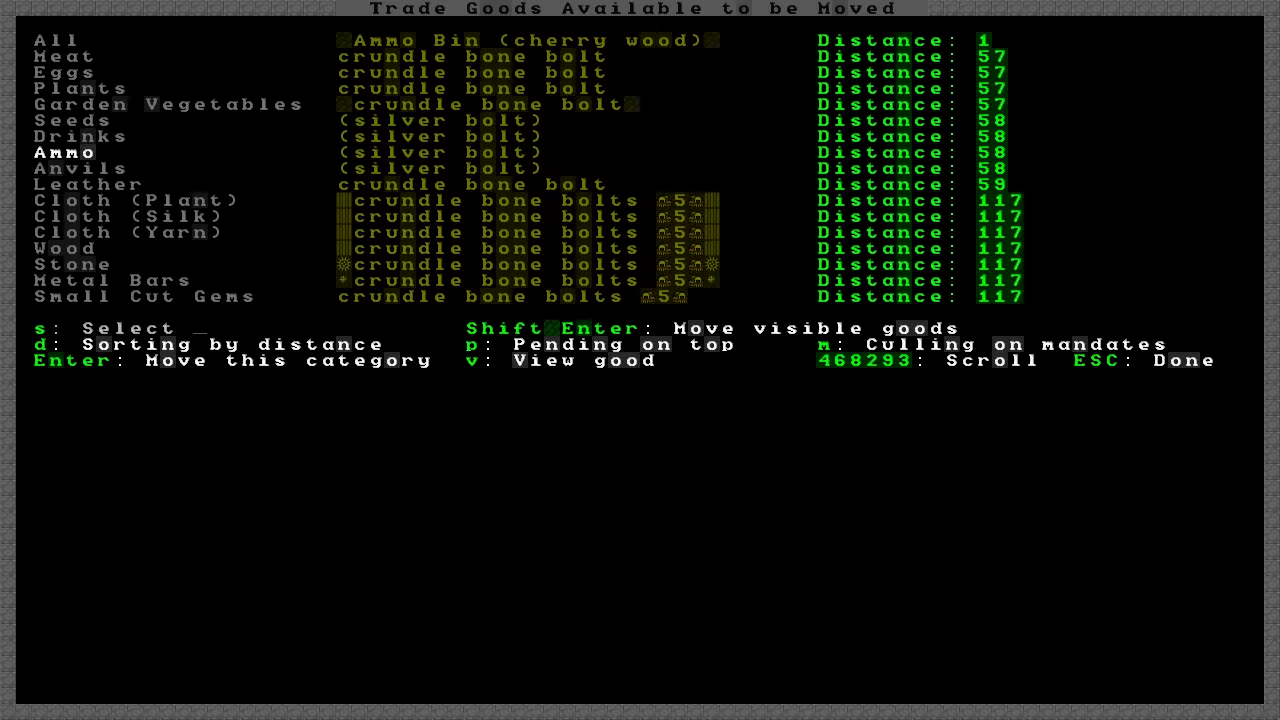 Trade Goods Available to be Moved
All Ammo Bin (cherry wood) Distance: 1
Meat crundle bone bolt Distance: 57
Eggs crundle bone bolt Distance: 57
Plants crundle bone bolt Distance: 57
Garden Vegetables crundle bone bolt Distance: 57
Seeds (silver bolt) Distance: 58
Drinks (silver bolt) Distance: 58
Ammo (silver bolt) Distance: 58
Anvils (silver bolt) Distance: 58
Leather crundle bone bolt Distance: 59
Cloth (Plant) crundle bone bolts 5 Distance: 117
Cloth (Silk) crundle bone bolts 5 Distance: 117
Cloth (Yarn) crundle bone bolts 5 Distance: 117
Wood crundle bone bolts 5 Distance: 117
Stone crundle bone bolts 5 Distance: 117
Metal Bars crundle bone bolts 5 Distance: 117
Small Cut Gems crundle bone bolts 5 Distance: 117
s: Select _ Shift Enter: Move visible goods
d: Sorting by distance p: Pending on top m: Culling on mandates
Enter: Move this category v: View good 468293: Scroll ESC: Done